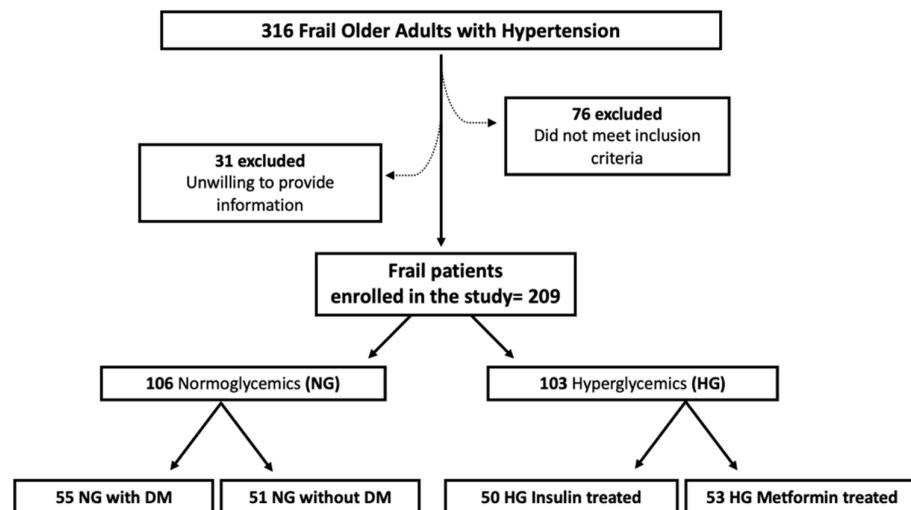 316 Frail Older Adults with Hypertension
76 excluded
Did not meet inclusion
criteria
31 excluded
Unwilling to provide
information
Frail patients
enrolled in the study= 209
106 Normoglycemics (NG)
103 Hyperglycemics (HG)
55 NG with DM
51 NG without DM
50 HG Insulin treated
53 HG Metformin treated